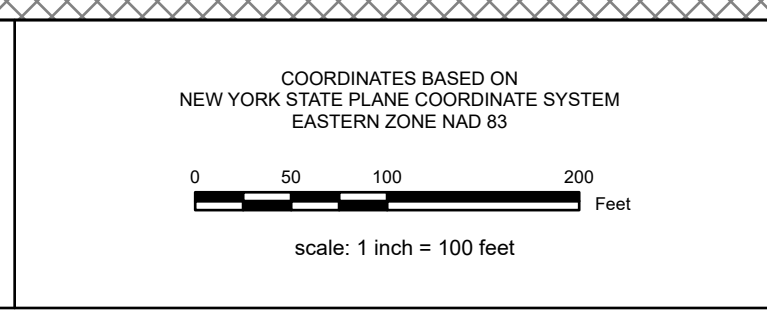 COORDINATES BASED ON
NEW YORK STATE PLANE COORDINATE SYSTEM
EASTERN ZONE NAD 83
0 50 100 200
Feet
scale: 1 inch = 100 feet